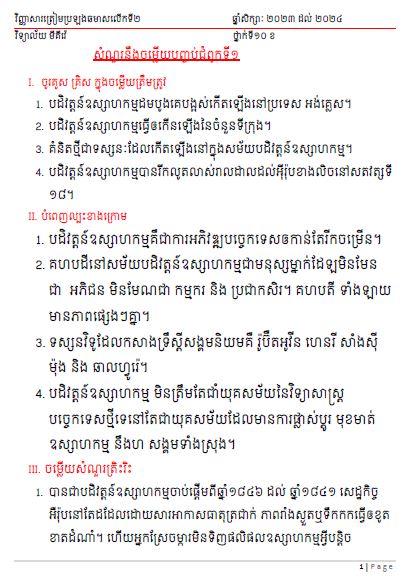 វិញ្ញាសារត្រៀមប្រឡងឆមាសលើកទី២ ឆ្នាំសិក្សា: ២០២៣ ដល់ ២០២៤
វិទ្យាល័យ មីគីវើ ថ្នាក់ទី១០ ខ
សំណួរនឹងចម្លើយបញ្ចប់ជំពូកទី១
I. ចូរគូស ត្រិស ក្នុងចម្លើយត្រឹមត្រូវ
1. បដិវត្តន៍ឧស្សាហកម្មដមបូងគេបង្អស់កើតឡើងនៅប្រទេស អង់គ្លេស។
2. បដិវត្តន៍ឧស្សាហកម្មធ្វើឲ្យកើនឡើងនៃចំនួនទីក្រុង។
3. គំនិតថ្មីជាទស្សនះដែលកើតឡើងនៅក្នុងសម័យបដិវត្តន៍ឧស្សាហកម្ម។
4. បដិវត្តន៍ឧស្សាហកម្មបានរីកលូតលាស់រាលដាលដល់អឺរ៉ុបខាងលិចនៅសតវត្សទី
១៨។
II. បំពេញល្បះខាងក្រោម
1. បដិវត្តន៍ឧស្សាហកម្មគឺជាការអភិវឌ្ឍបច្ចេកទេសឲកាន់តែរីកចម្រើន។
2. គហបដីនៅសម័យបដិវត្តន៍ឧស្សាហកម្មជាមនុស្សម្នាក់ដែឡមិនមែន
ជា អភិជន មិនមែណជា កម្មករ និង ប្រជាកសិរ។ គហបតី ទាំងឡាយ
មានភាពផ្សេងៗគ្នា។
3. ទស្សនវិទូដែលកសាងទ្រឹស្តីសង្គមនិយមគឺ រ៉ូប៊ឺតអូវីន ហេនរី សាំងស៊ី
ម៉ុង និង ឆាលហ្វូរ៉េ។
4. បដិវត្តន៍ឧស្សាហកម្ម មិនត្រឹមតែជាំយុគសម័យនៃវិទ្យាសាស្ត្រ
បច្ចេកទេសថ្មីទេនៅតែជាយុគសម័យដែលមានការផ្លាស់ប្តូរ មុខមាត់
ឧស្សាហកម្ម នឹងហ សង្គមទាំងស្រុង។
III. ចម្លើយសំណួរត្រិះរិះ
1. បានជាបដិវត្តន៍ឧស្សាហកម្មចាប់ផ្តើមពីឆ្នាំ១៨៤៦ ដល់ ឆ្នាំ១៨៤១ សេដ្ឋកិច្ច
អឺរ៉ុបនៅតែដដែលដោយសារអាកាសធាតុត្រជាក់ ភាពរាំងស្ងួតឬទឹកកកធ្វើឲ្យខូត
ខាតដំណាំ។ ហើយអ្នកស្រែចម្ការមិនទិញផលិផលឧស្សាហកម្មអ្វីបន្តិច
1 | Page